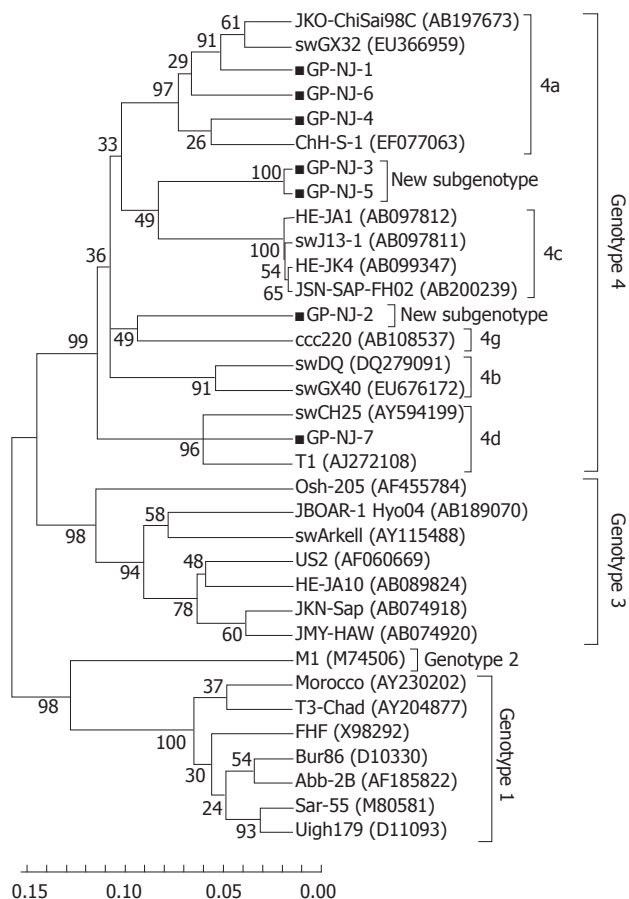 61 JKO-ChiSai98C (AB197673)
91 swGX32 (EU366959)
29 ■GP-NJ-1
97 ■GP-NJ-6 4a
■GP-NJ-4
33 26 ChH-S-1 (EF077063)
100 ■GP-NJ-3
New subgenotype
■GP-NJ-5
49 HE-JA1 (AB097812)
100 swJ13-1 (AB097811)
4c
36 54 HE-JK4 (AB099347)
65 JSN-SAP-FH02 (AB200239)
■GP-NJ-2 New subgenotype
49 ccc220 (AB108537) 4g
99 swDQ (DQ279091)
4b
91 swGX40 (EU676172)
swCH25 (AY594199)
■GP-NJ-7 4d
96 T1 (AJ272108)
Genotype 4
Osh-205 (AF455784)
98 58 JBOAR-1 Hyo04 (AB189070)
swArkell (AY115488)
94 48 US2 (AF060669)
HE-JA10 (AB089824)
78 JKN-Sap (AB074918)
60 JMY-HAW (AB074920)
Genotype 3
M1 (M74506) Genotype 2
98 37 Morocco (AY230202)
T3-Chad (AY204877)
100 FHF (X98292)
30 54 Bur86 (D10330)
Abb-2B (AF185822)
24 Sar-55 (M80581)
93 Uigh179 (D11093)
Genotype 1
0.15 0.10 0.05 0.00